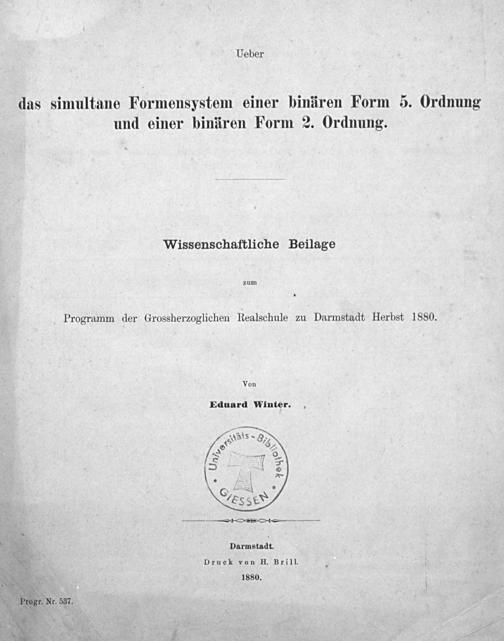 Ueber
das simultane Formensystem einer binären Form 5. Ordnung
und einer binären Form 2. Ordnung.
Wissenschaftliche Beilage
zum
Programm der Grossherzoglichen Realschule zu Darmstadt Herbst 1880.
Von
Eduard Winter.
Universitäts-Bibliothek
GIESSEN
Darmstadt.
Druck von H. Brill.
1880.
Progr. Nr. 537.